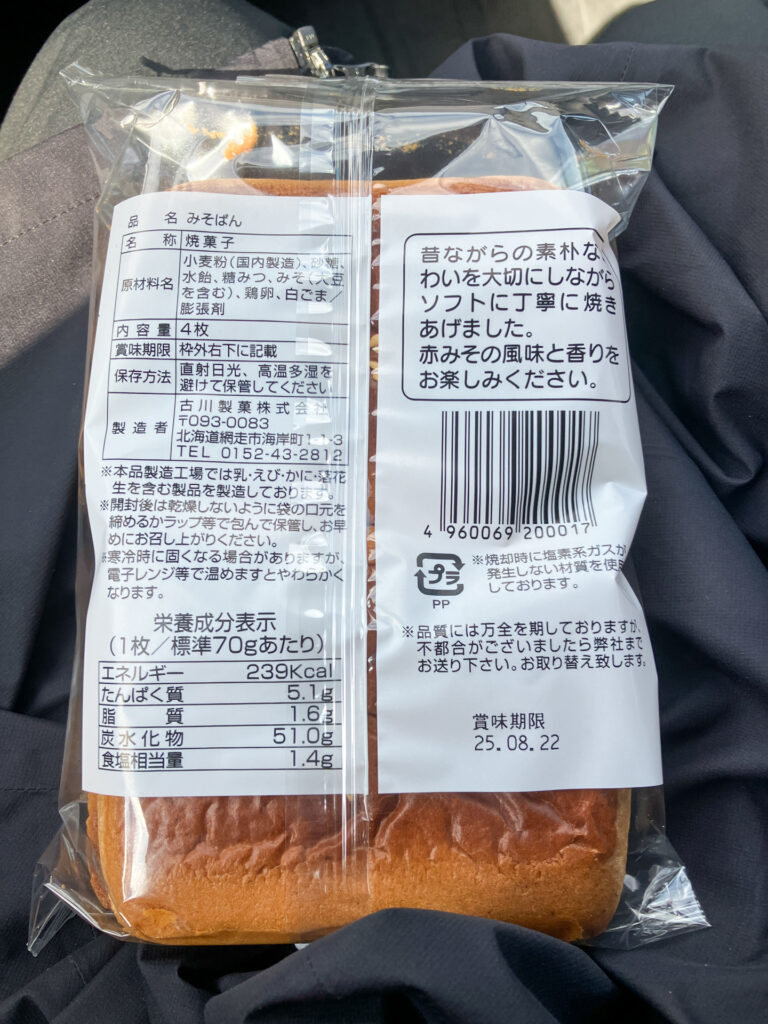 品名 みそぱん
名称 焼菓子
原材料名 小麦粉(国内製造)、砂糖、
水飴、糖みつ、みそ(大豆
を含む)、鶏卵、白ごま／
膨張剤
内容量 4枚
賞味期限 枠外右下に記載
保存方法 直射日光、高温多湿を
避けて保管してください
製造者 古川製菓株式会社
〒093-0083
北海道網走市海岸町1-1-3
TEL 0152-43-2812
※本品製造工場では乳・えび・かに・落花
生を含む製品を製造しております。
※開封後は乾燥しないように袋の口元を
締めるかラップ等で包んで保管し、お早
めにお召し上がりください。
※寒冷時に固くなる場合がありますが、
電子レンジ等で温めますとやわらかく
なります。
栄養成分表示
(1枚／標準70gあたり)
エネルギー 239Kcal
たんぱく質 5.1g
脂質 1.6g
炭水化物 51.0g
食塩相当量 1.4g
昔ながらの素朴な
わいを大切にしながら
ソフトに丁寧に焼き
あげました。
赤みその風味と香りを
お楽しみください。
4 960069 200017
プラ
PP
※焼却時に塩素系ガスが
発生しない材質を使用
しております。
※品質には万全を期しておりますが、
不都合がございましたら弊社まで
お送り下さい。お取り替え致します。
賞味期限
25.08.22